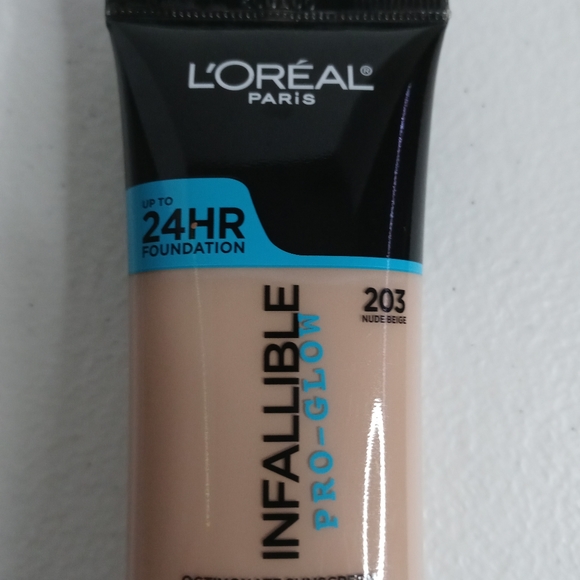 L'ORÉAL®
PARiS
UP TO
24HR
FOUNDATION
203
NUDE BEIGE
INFALLIBLE
PRO-GLOW